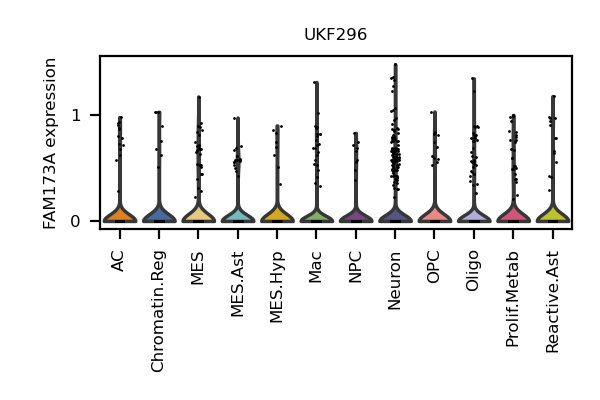 UKF296
FAM173A expression
1
0
AC
Chromatin.Reg
MES
MES.Ast
MES.Hyp
Mac
NPC
Neuron
OPC
Oligo
Prolif.Metab
Reactive.Ast